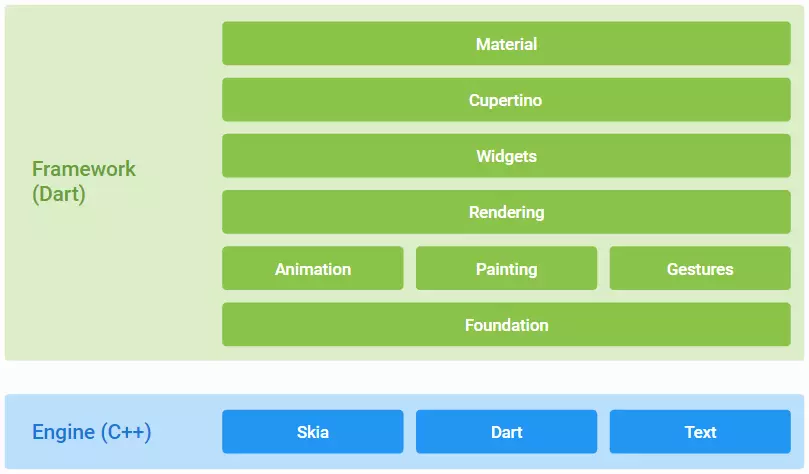 Material
Cupertino
Widgets
Framework
(Dart)
Rendering
Animation Painting Gestures
Foundation
Engine (C++) Skia Dart Text